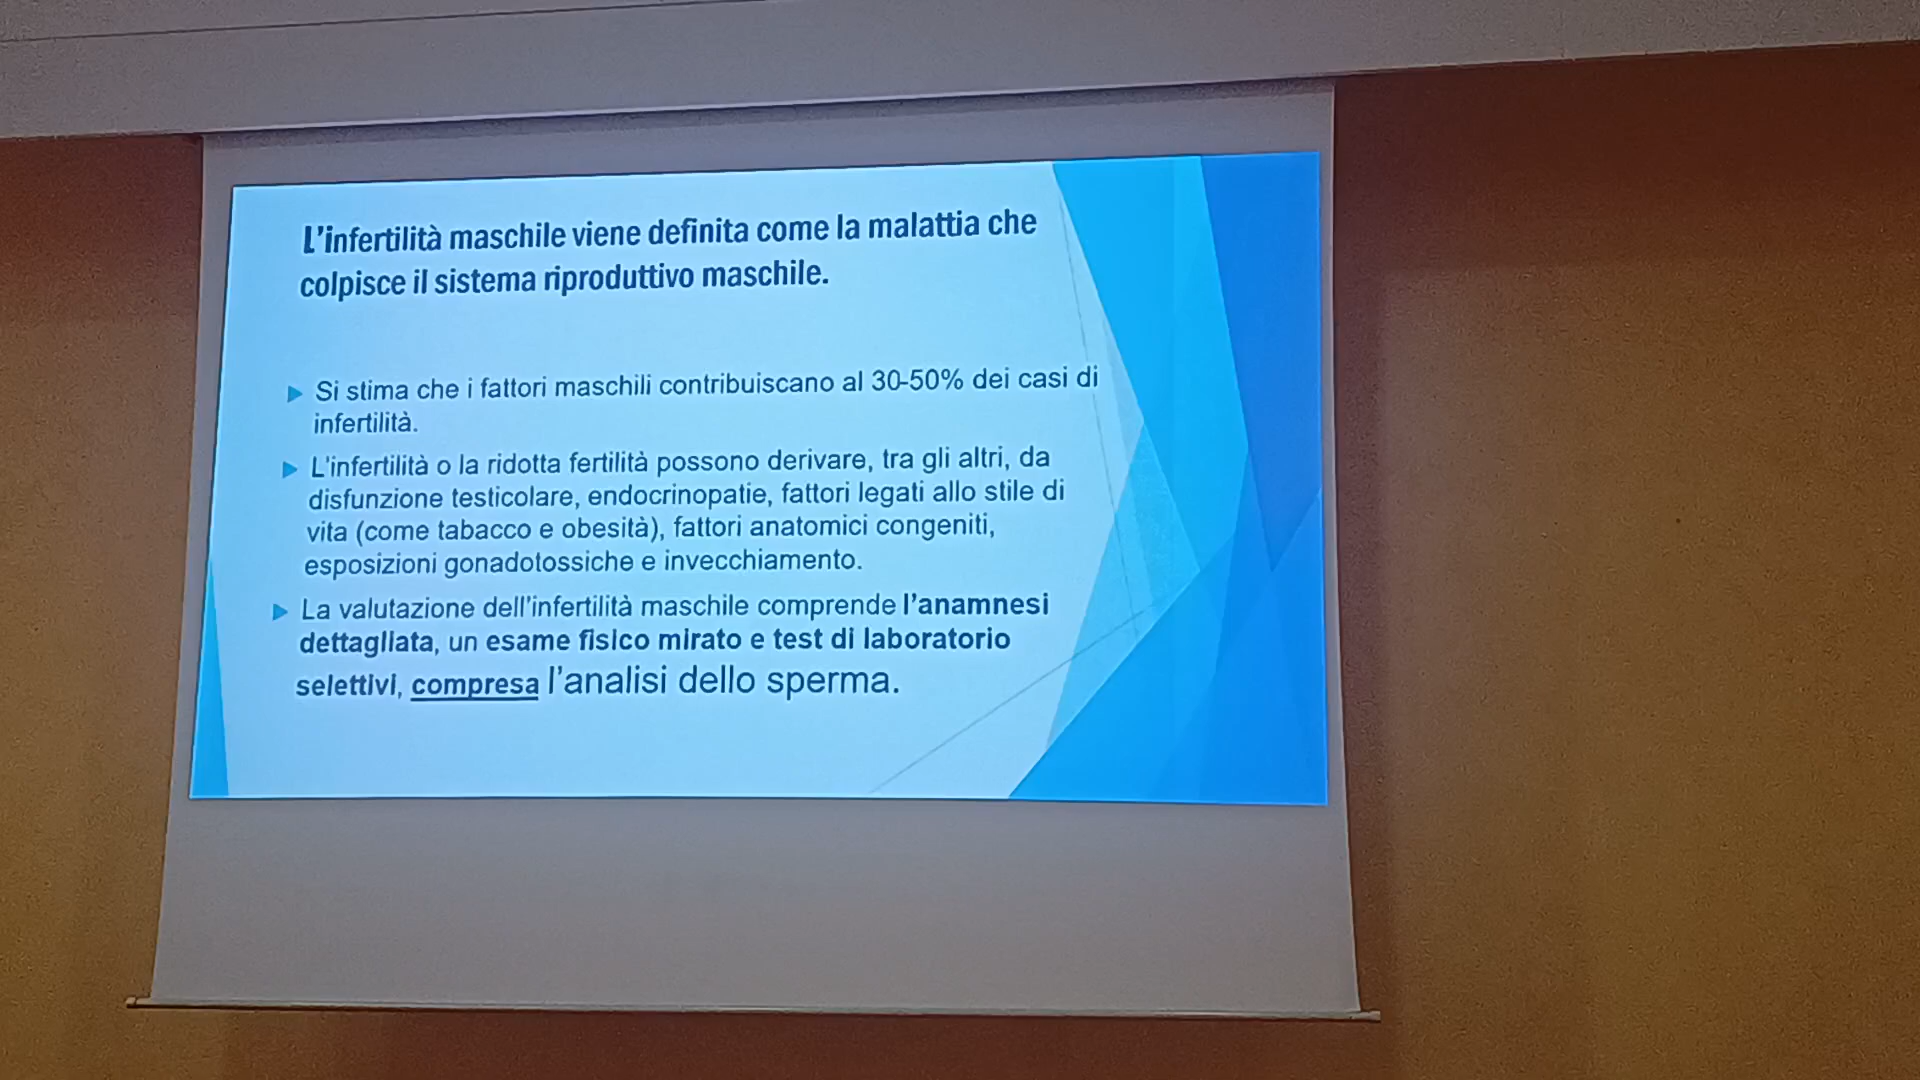 L'infertilità maschile viene definita come la malattia che
colpisce il sistema riproduttivo maschile.
Si stima che i fattori maschili contribuiscano al 30-50% dei casi di
infertilità.
L'infertilità o la ridotta fertilità possono derivare, tra gli altri, da
disfunzione testicolare, endocrinopatie, fattori legati allo stile di
vita (come tabacco e obesità), fattori anatomici congeniti,
esposizioni gonadotossiche e invecchiamento.
La valutazione dell'infertilità maschile comprende l'anamnesi
dettagliata, un esame fisico mirato e test di laboratorio
selettivi, compresa l'analisi dello sperma.